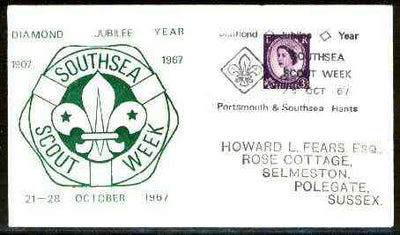 DIAMOND JUBILEE YEAR
1907 1967
SOUTHSEA
SCOUT WEEK
21-28 OCTOBER 1967
Diamond Jubilee Year
SOUTHSEA
SCOUT WEEK
OCT 67
Portsmouth & Southsea Hants
HOWARD L. FEARS ESQ.
ROSE COTTAGE,
SELMESTON,
POLEGATE,
SUSSEX.